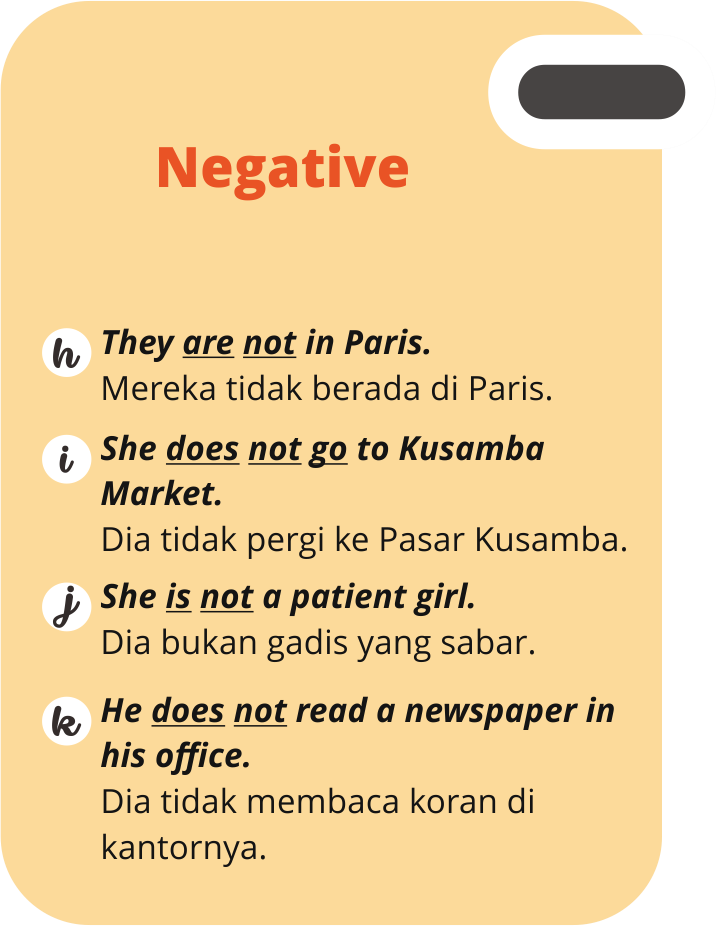 Negative
h They are not in Paris.
Mereka tidak berada di Paris.
i She does not go to Kusamba
Market.
Dia tidak pergi ke Pasar Kusamba.
j She is not a patient girl.
Dia bukan gadis yang sabar.
k He does not read a newspaper in
his office.
Dia tidak membaca koran di
kantornya.